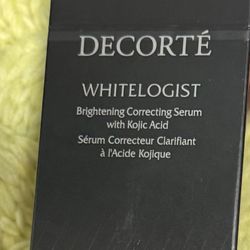 DECORTÉ
WHITELOGIST
Brightening Correcting Serum
with Kojic Acid
Sérum Correcteur Clarifiant
à l'Acide Kojique